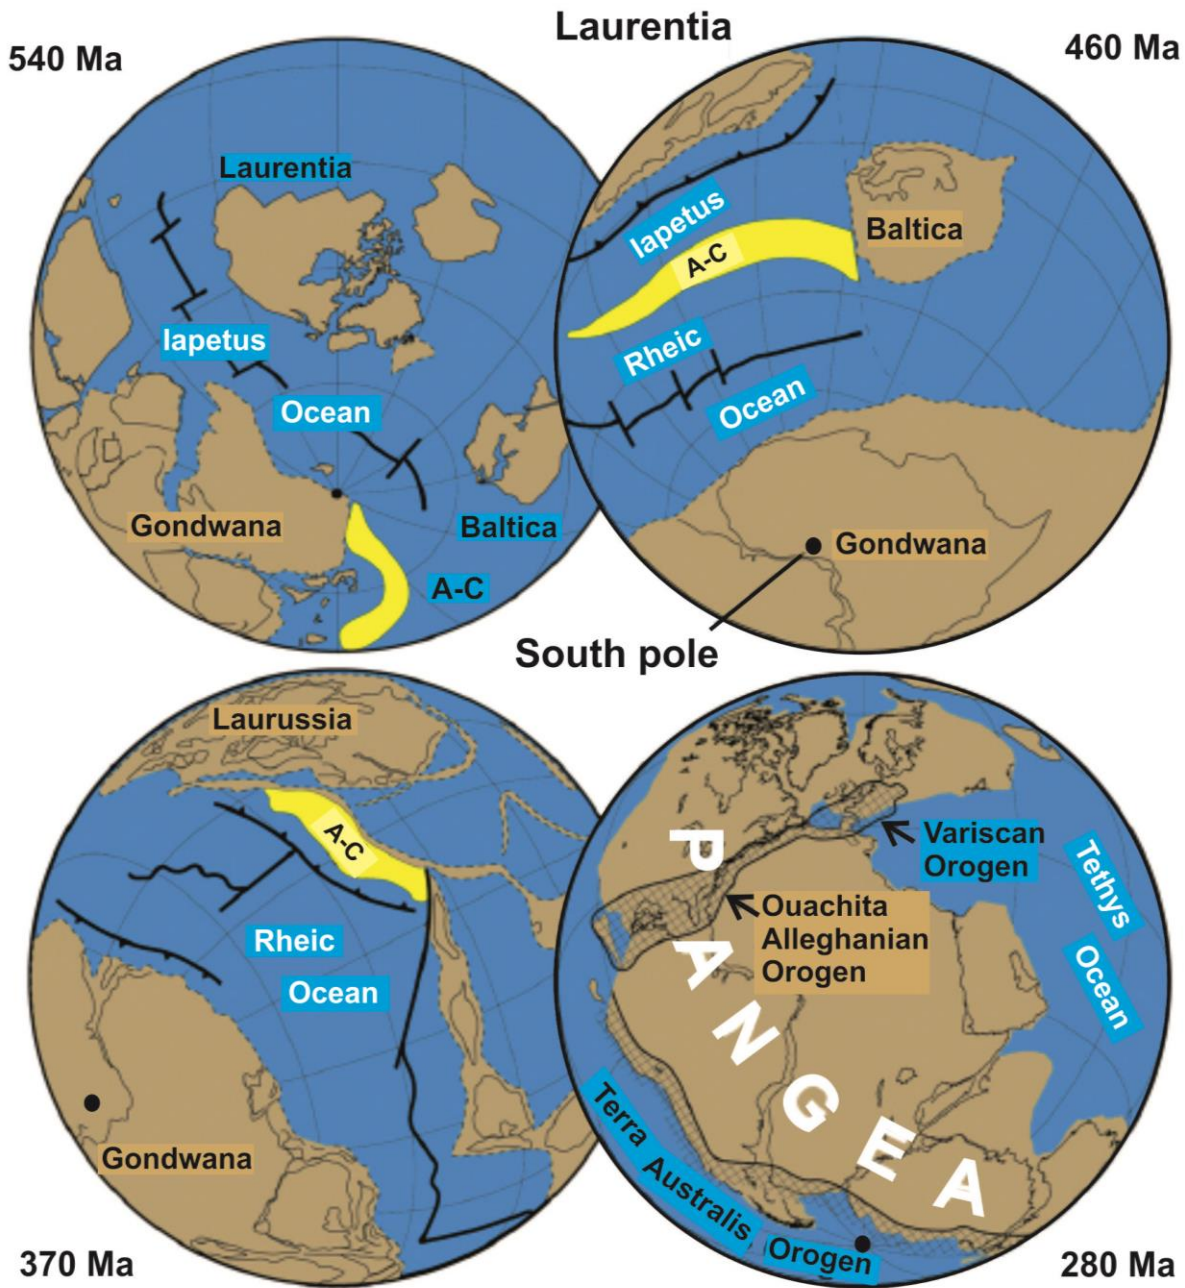 540 Ma
Laurentia
Iapetus
Ocean
Gondwana
Baltica
A-C
Laurentia
460 Ma
Iapetus
A-C
Baltica
Rheic
Ocean
Gondwana
South pole
Laurussia
A-C
Rheic
Ocean
Gondwana
370 Ma
Variscan
Orogen
Tethys
Ocean
Ouachita
Alleghanian
Orogen
PANGEA
Terra Australis Orogen
280 Ma